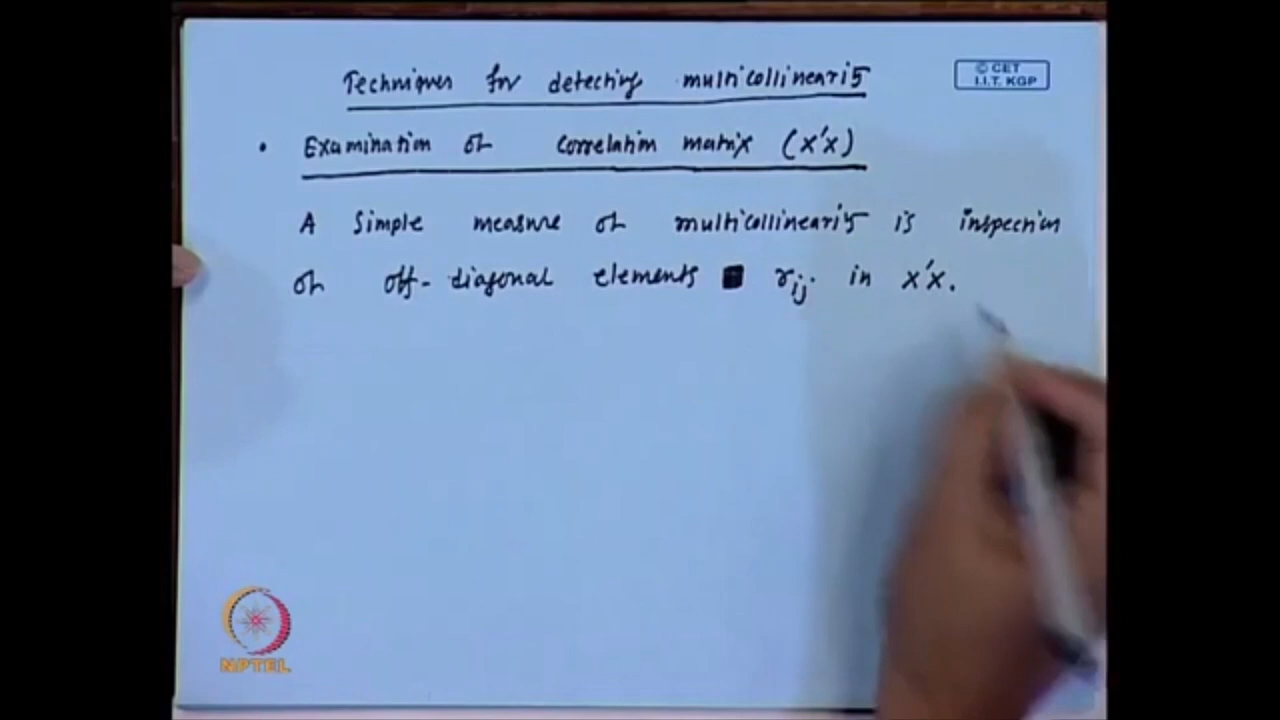 Techniques for detecting multicollinearity
© CET
I.I.T. KGP
• Examination of correlation matrix (x'x)
A simple measure of multicollinearity is inspection
of off-diagonal elements rij in x'x.
NPTEL